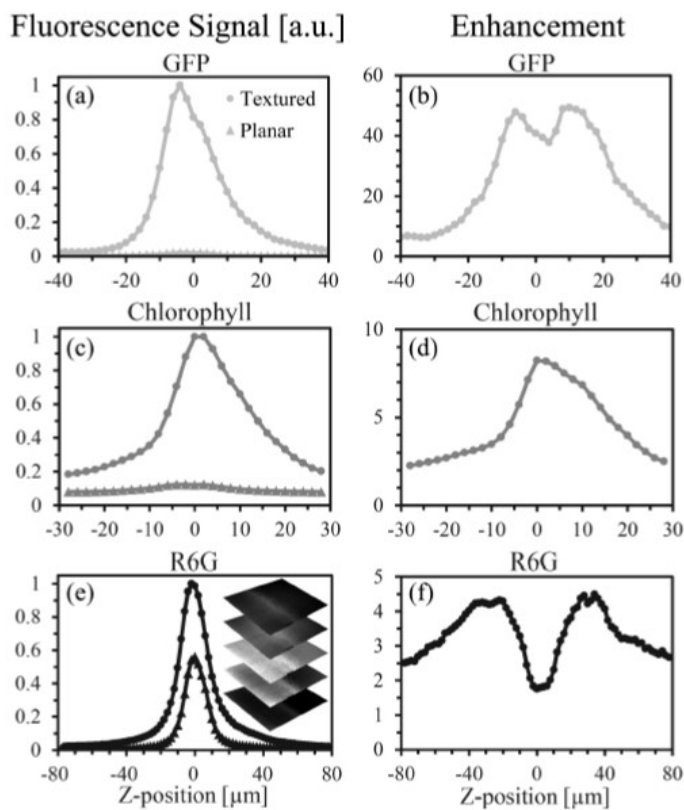 Fluorescence Signal [a.u.] Enhancement
GFP GFP
(a) Textured Planar
1
0.8
0.6
0.4
0.2
0
-40 -20 0 20 40
(b)
60
40
20
0
-40 -20 0 20 40
Chlorophyll Chlorophyll
(c)
1
0.8
0.6
0.4
0.2
0
-30 -20 -10 0 10 20 30
(d)
10
5
0
-30 -20 -10 0 10 20 30
R6G R6G
(e)
1
0.8
0.6
0.4
0.2
0
-80 -40 0 40 80
Z-position [µm]
(f)
5
4
3
2
1
0
-80 -40 0 40 80
Z-position [µm]